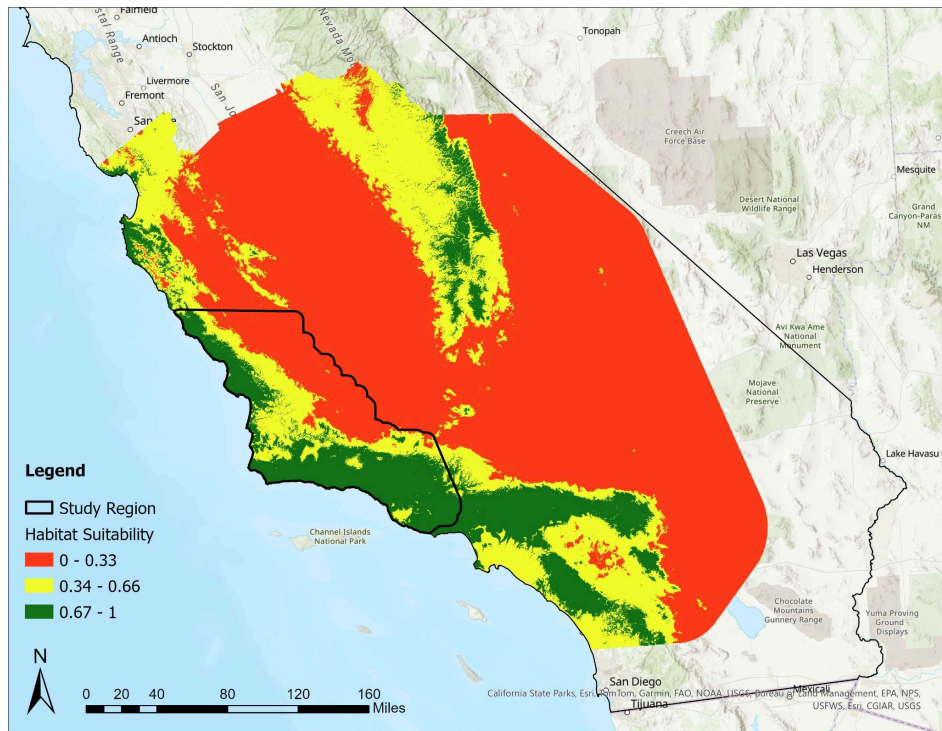 Fairfield
Antioch
Stockton
Livermore
Fremont
Nevada
Tonopah
Creech Air
Force Base
Mesquite
Desert National
Wildlife Range
Grand
Canyon-Paras
NM
Las Vegas
Henderson
Avi Kwa Ame
National
Monument
Mojave
National
Preserve
Lake Havasu
Legend
Study Region
Habitat Suitability
0 - 0.33
0.34 - 0.66
0.67 - 1
Channel Islands
National Park
Chocolate
Mountains
Gunnery Range
Yuma Proving
Ground -
Displays
N
0 20 40 80 120 160
Miles
San Diego
Tijuana
Mexicali
California State Parks, Esri, TomTom, Garmin, FAO, NOAA, USGS, Bureau of Land Management, EPA, NPS,
USFWS, Esri, CGIAR, USGS